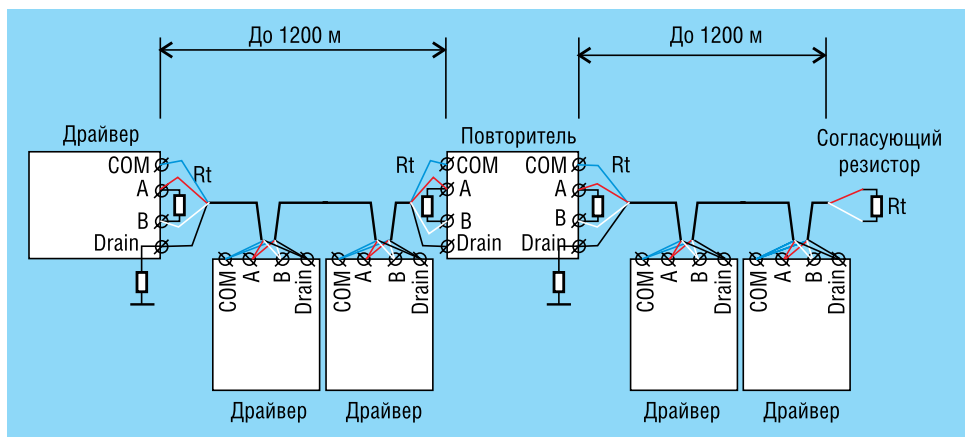 До 1200 м
До 1200 м
Драйвер
Повторитель
Согласующий
резистор
COM
A
B
Drain
Rt
Rt
COM
A
B
Drain
COM
A
B
Drain
Rt
Rt
COM
A
B
Drain
COM
A
B
Drain
COM
A
B
Drain
COM
A
B
Drain
Драйвер
Драйвер
Драйвер
Драйвер